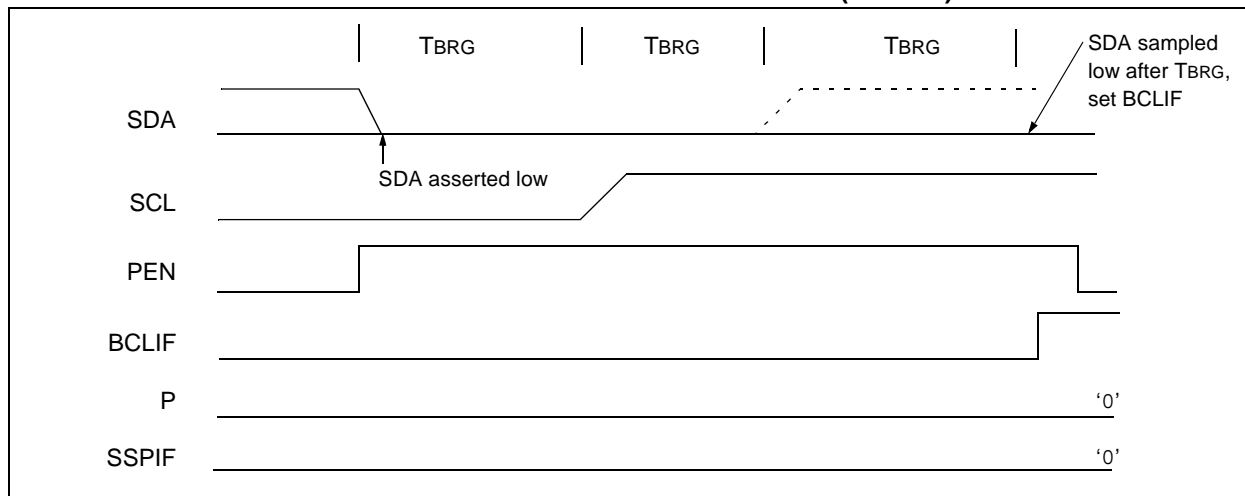 TBRG TBRG TBRG
SDA sampled
low after TBRG,
set BCLIF
SDA
SDA asserted low
SCL
PEN
BCLIF
P
‘0’
SSPIF
‘0’